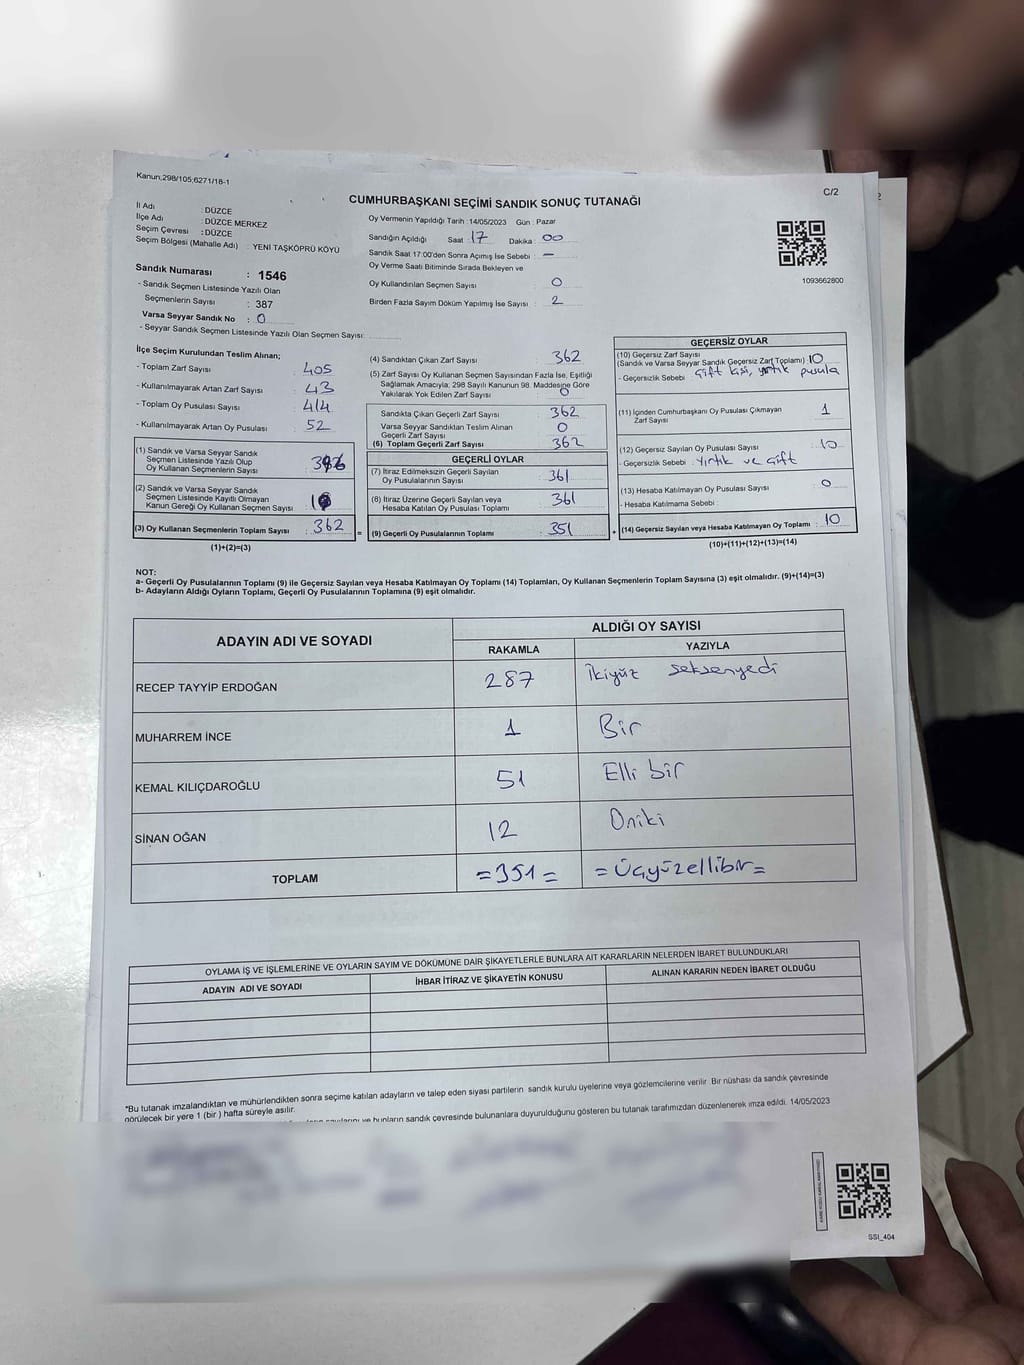 Kanun,298/105;6271/18-1
C/2
CUMHURBAŞKANI SEÇİMİ SANDIK SONUÇ TUTANAĞI
İl Adı : DÜZCE
İlçe Adı : DÜZCE MERKEZ
Seçim Çevresi : DÜZCE
Seçim Bölgesi (Mahalle Adı) : YENİ TAŞKÖPRÜ KÖYÜ
Sandık Numarası : 1546
- Sandık Seçmen Listesinde Yazılı Olan
Seçmenlerin Sayısı : 387
Varsa Seyyar Sandık No : 0
- Seyyar Sandık Seçmen Listesinde Yazılı Olan Seçmen Sayısı:
Oy Vermenin Yapıldığı Tarih :14/05/2023 Gün : Pazar
Sandığın Açıldığı Saat 17 Dakika 00
Sandık Saat 17:00'den Sonra Açımış İse Sebebi : -
Oy Verme Saati Bitiminde Sırada Bekleyen ve
Oy Kullandırılan Seçmen Sayısı : 0
Birden Fazla Sayım Döküm Yapılmış İse Sayısı : 2
1093662800
İlçe Seçim Kurulundan Teslim Alınan;
- Toplam Zarf Sayısı : 405
- Kullanılmayarak Artan Zarf Sayısı : 43
- Toplam Oy Pusulası Sayısı : 414
- Kullanılmayarak Artan Oy Pusulası : 52
(1) Sandık ve Varsa Seyyar Sandık
Seçmen Listesinde Yazılı Olup
Oy Kullanan Seçmenlerin Sayısı :
(2) Sandık ve Varsa Seyyar Sandık
Seçmen Listesinde Kayıtlı Olmayan
Kanun Gereği Oy Kullanan Seçmen Sayısı :
(3) Oy Kullanan Seçmenlerin Toplam Sayısı : 362
(1)+(2)=(3)
(4) Sandıktan Çıkan Zarf Sayısı : 362
(5) Zarf Sayısı Oy Kullanan Seçmen Sayısından Fazla İse, Eşitliği
Sağlamak Amacıyla; 298 Sayılı Kanunun 98. Maddesine Göre
Yakılarak Yok Edilen Zarf Sayısı : 0
Sandıkta Çıkan Geçerli Zarf Sayısı : 362
Varsa Seyyar Sandıktan Teslim Alınan
Geçerli Zarf Sayısı : 0
(6) Toplam Geçerli Zarf Sayısı : 362
GEÇERLİ OYLAR
(7) İtiraz Edilmeksizin Geçerli Sayılan
Oy Pusulalarının Sayısı : 361
(8) İtiraz Üzerine Geçerli Sayılan veya
Hesaba Katılan Oy Pusulası Toplamı : 361
(9) Geçerli Oy Pusulalarının Toplamı : 351
GEÇERSİZ OYLAR
(10) Geçersiz Zarf Sayısı
(Sandık ve Varsa Seyyar Sandık Geçersiz Zarf Toplamı) 10
- Geçersizlik Sebebi : yırtık pusula
(11) İçinden Cumhurbaşkanı Oy Pusulası Çıkmayan
Zarf Sayısı : 1
(12) Geçersiz Sayılan Oy Pusulası Sayısı : 10
- Geçersizlik Sebebi : Yırtık ve Çift
(13) Hesaba Katılmayan Oy Pusulası Sayısı : 0
- Hesaba Katılmama Sebebi :
(14) Geçersiz Sayılan veya Hesaba Katılmayan Oy Toplamı : 10
(10)+(11)+(12)+(13)=(14)
NOT:
a- Geçerli Oy Pusulalarının Toplamı (9) ile Geçersiz Sayılan veya Hesaba Katılmayan Oy Toplamı (14) Toplamları, Oy Kullanan Seçmenlerin Toplam Sayısına (3) eşit olmalıdır. (9)+(14)=(3)
b- Adayların Aldığı Oyların Toplamı, Geçerli Oy Pusulalarının Toplamına (9) eşit olmalıdır.
ADAYIN ADI VE SOYADI
ALDIĞI OY SAYISI
RAKAMLA YAZIYLA
RECEP TAYYİP ERDOĞAN 287 İkiyüz seksenyedi
MUHARREM İNCE 1 Bir
KEMAL KILIÇDAROĞLU 51 Elli bir
SİNAN OĞAN 12 Oniki
TOPLAM =351= =Üçyüzellibir=
OYLAMA İŞ VE İŞLEMLERİNE VE OYLARIN SAYIM VE DÖKÜMÜNE DAİR ŞİKAYETLERLE BUNLARA AİT KARARLARIN NELERDEN İBARET BULUNDUKLARI
ADAYIN ADI VE SOYADI İHBAR İTİRAZ VE ŞİKAYETİN KONUSU ALINAN KARARIN NEDEN İBARET OLDUĞU
*Bu tutanak imzalandıktan ve mühürlendikten sonra seçime katılan adayların ve talep eden siyasi partilerin sandık kurulu üyelerine veya gözlemcilerine verilir. Bir nüshası da sandık çevresinde
görülecek bir yere 1 (bir ) hafta süreyle asılır.
sandık çevresinde bulunanlara duyurulduğunu gösteren bu tutanak tarafımızdan düzenlenerek imza edildi. 14/05/2023
SSI_404